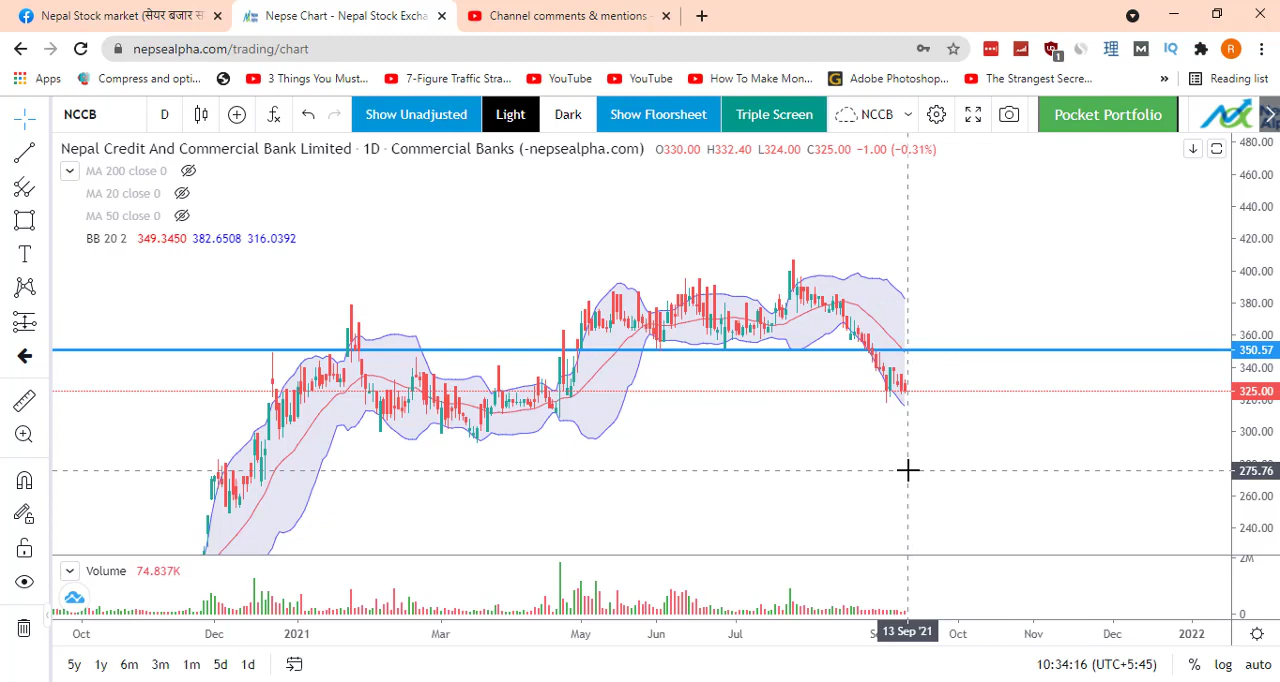 Nepal Stock market (सेयर बजार स
Nepse Chart - Nepal Stock Excha
Channel comments & mentions -
nepsealpha.com/trading/chart
Apps
Compress and opti...
3 Things You Must...
7-Figure Traffic Stra...
YouTube
YouTube
How To Make Mon...
Adobe Photoshop...
The Strangest Secre...
Reading list
NCCB D Show Unadjusted Light Dark Show Floorsheet Triple Screen NCCB Pocket Portfolio
Nepal Credit And Commercial Bank Limited · 1D · Commercial Banks (-nepsealpha.com) O330.00 H332.40 L324.00 C325.00 −1.00 (−0.31%)
MA 200 close 0
MA 20 close 0
MA 50 close 0
BB 20 2 349.3450 382.6508 316.0392
480.00
460.00
440.00
420.00
400.00
380.00
360.00
350.57
340.00
325.00
320.00
300.00
275.76
260.00
240.00
Volume 74.837K
2M
0
Oct Dec 2021 Mar May Jun Jul 13 Sep '21 Oct Nov Dec 2022
5y 1y 6m 3m 1m 5d 1d 10:34:16 (UTC+5:45) % log auto